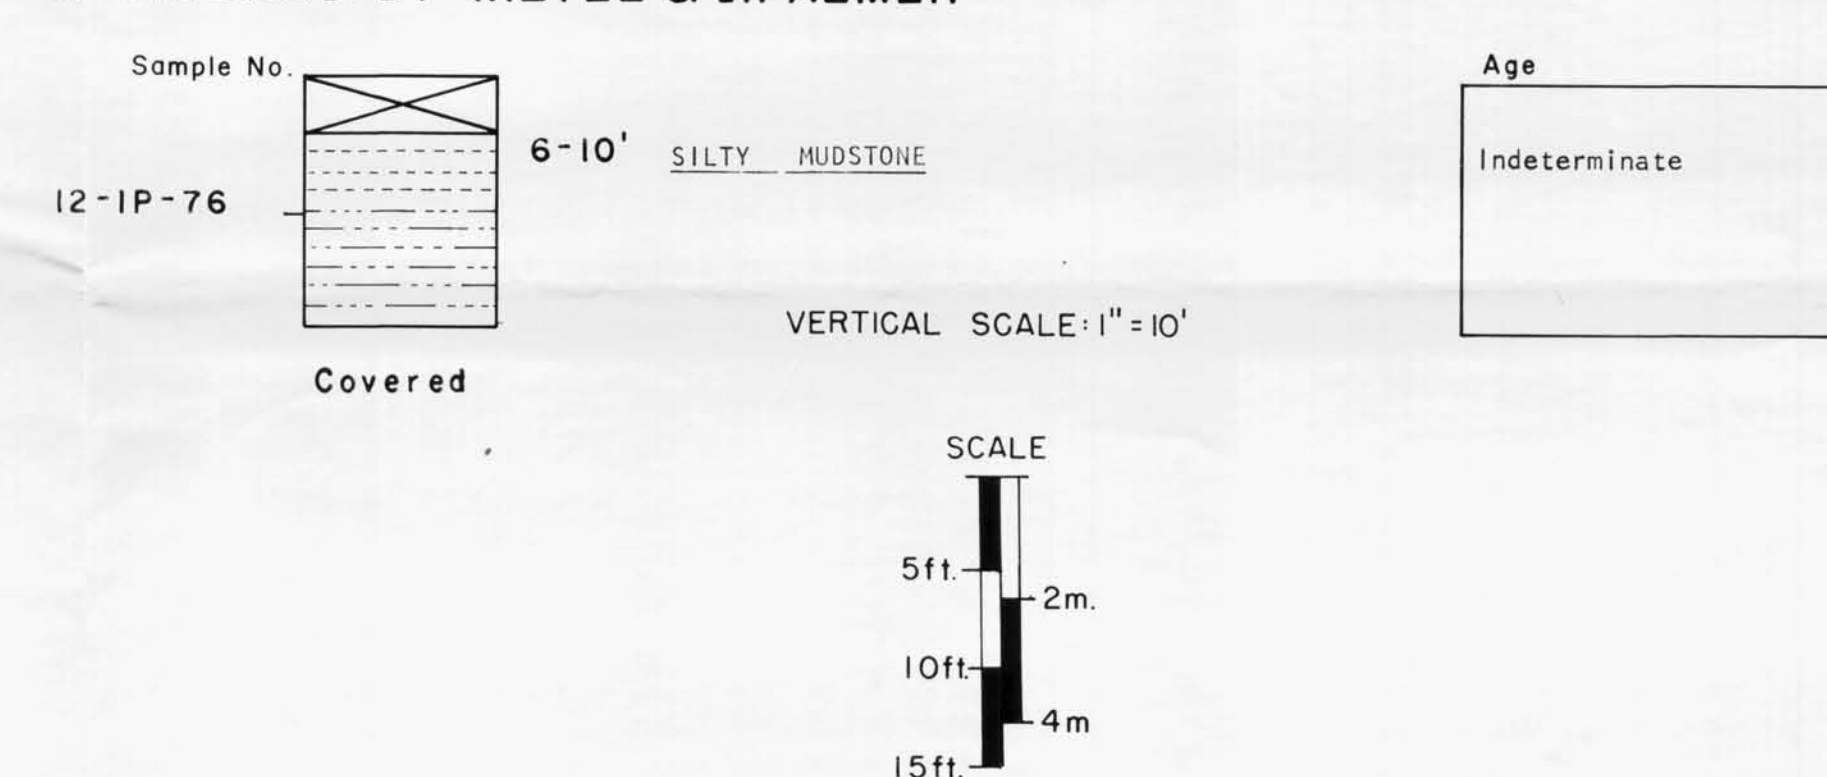 Sample No.
Age
6-10' SILTY MUDSTONE
Indeterminate
12-1P-76
VERTICAL SCALE: 1" = 10'
Covered
SCALE
5ft.
2m.
10ft.
4m
15ft.